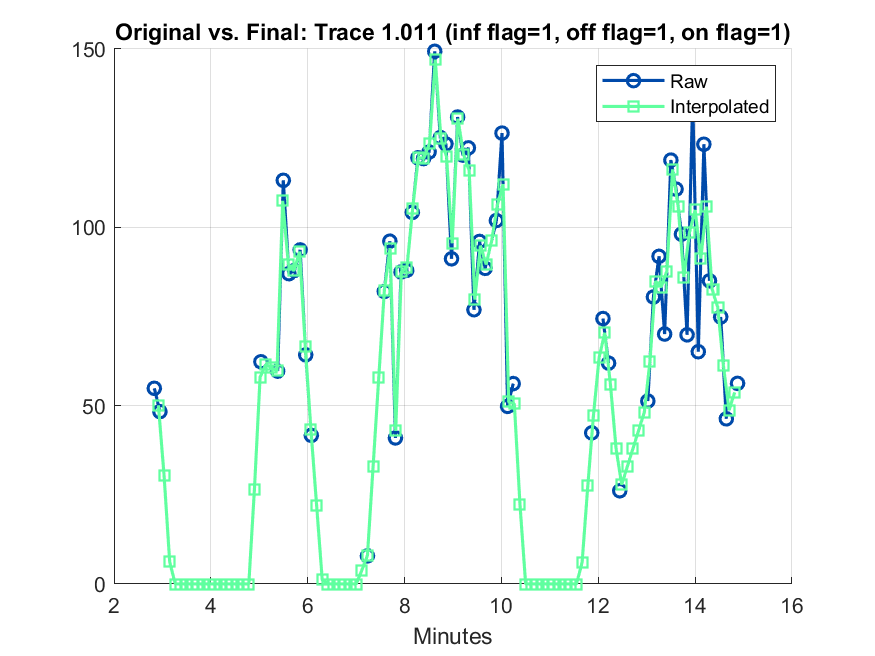 Original vs. Final: Trace 1.011 (inf flag=1, off flag=1, on flag=1)
150
100
50
0
Raw
Interpolated
2 4 6 8 10 12 14 16
Minutes